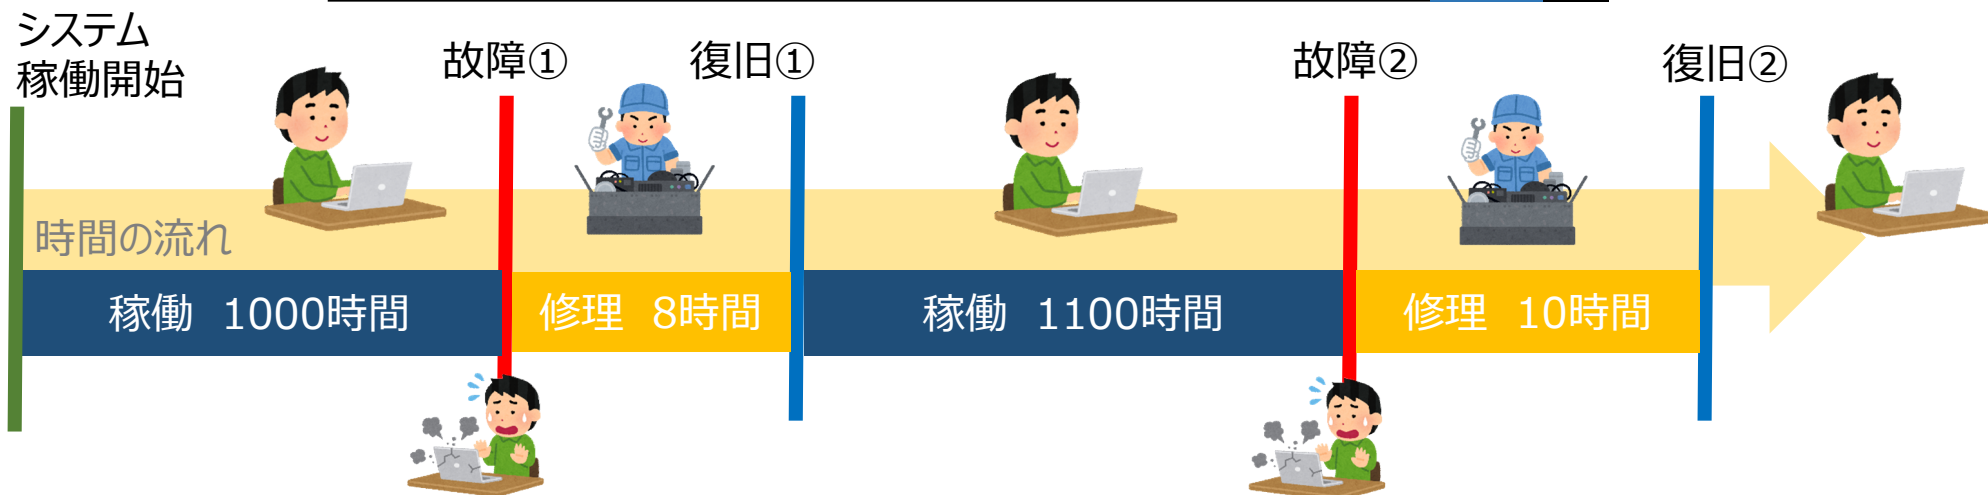 システム
稼働開始
故障①
復旧①
故障②
復旧②
時間の流れ
稼働 1000時間
修理 8時間
稼働 1100時間
修理 10時間